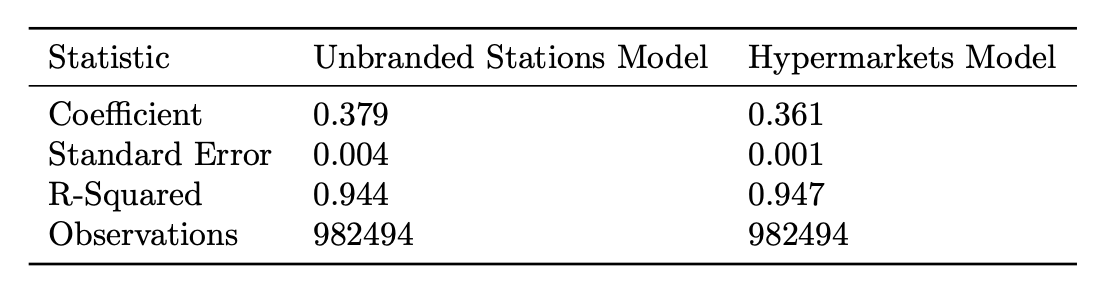 Statistic Unbranded Stations Model Hypermarkets Model
Coefficient 0.379 0.361
Standard Error 0.004 0.001
R-Squared 0.944 0.947
Observations 982494 982494